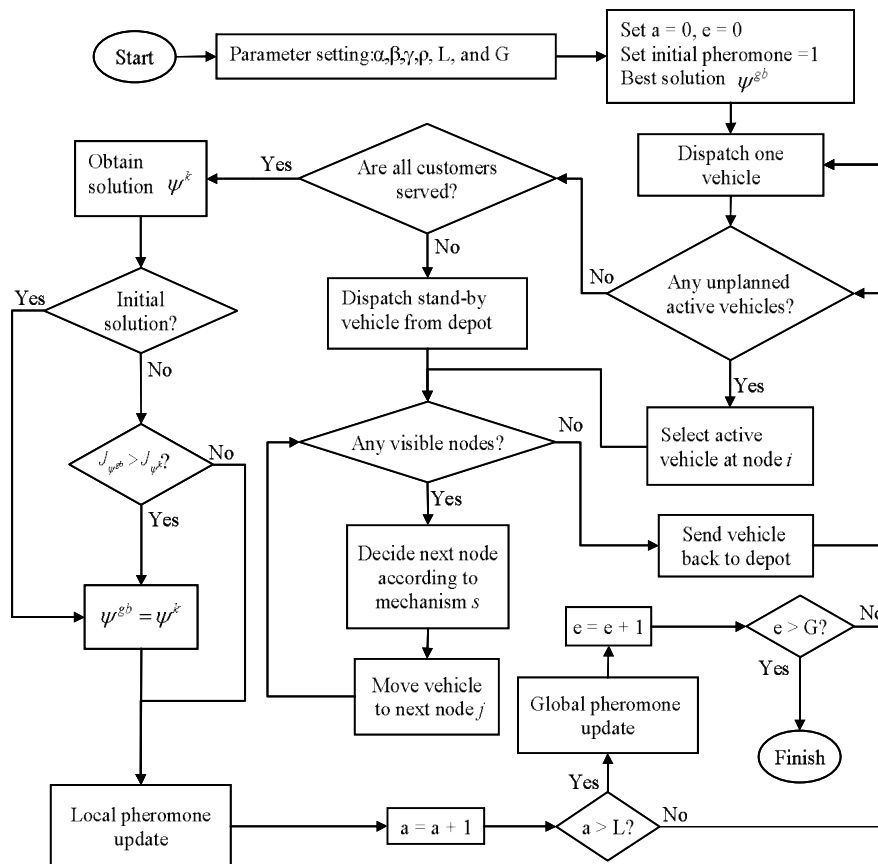 Start
Parameter setting:α,β,γ,ρ, L, and G
Set a = 0, e = 0
Set initial pheromone =1
Best solution ψ^gb
Dispatch one
vehicle
Any unplanned
active vehicles?
No
Yes
Select active
vehicle at node i
Are all customers
served?
Yes
No
Obtain
solution ψ^k
Initial
solution?
Yes
No
J_ψ^gb > J_ψ^k?
No
Yes
ψ^gb = ψ^k
Dispatch stand-by
vehicle from depot
Any visible nodes?
No
Yes
Send vehicle
back to depot
Decide next node
according to
mechanism s
Move vehicle
to next node j
Local pheromone
update
a = a + 1
a > L?
No
Yes
Global pheromone
update
e = e + 1
e > G?
No
Yes
Finish